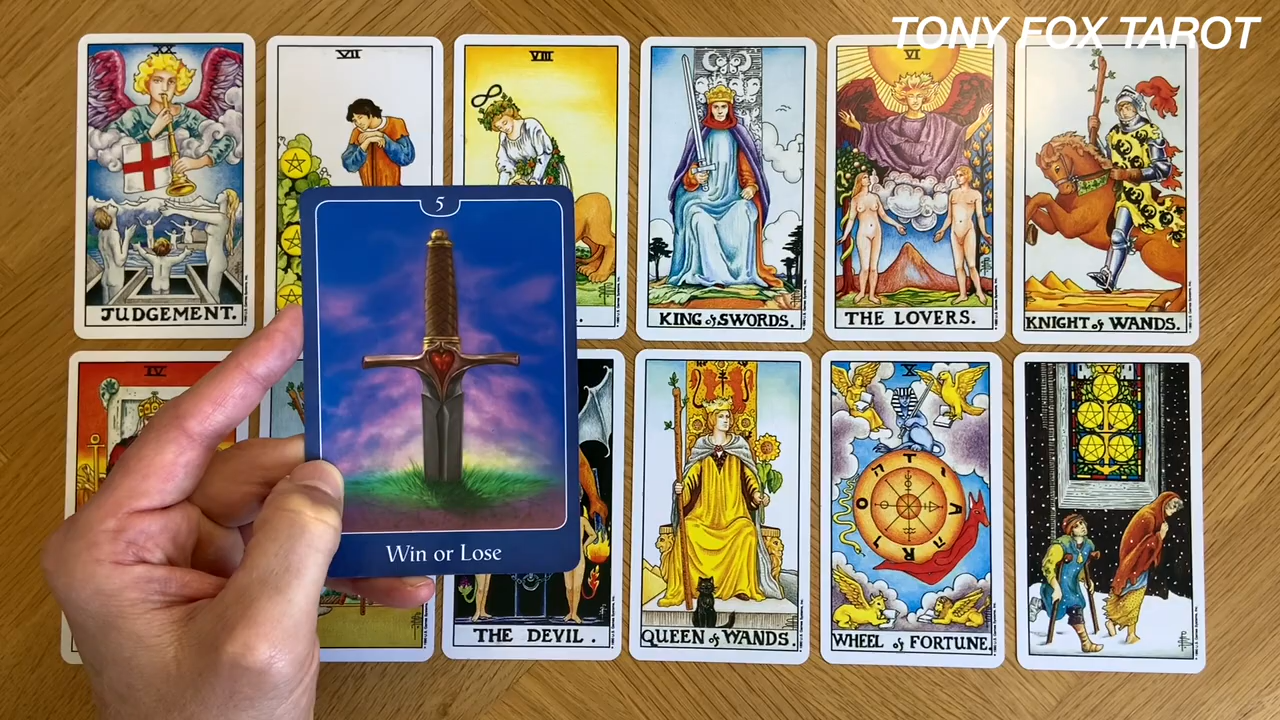 TONY FOX TAROT
XX
JUDGEMENT.
VII
VIII
KING of SWORDS.
VI
THE LOVERS.
KNIGHT of WANDS.
5
Win or Lose
IV
THE DEVIL.
QUEEN of WANDS.
X
WHEEL of FORTUNE.